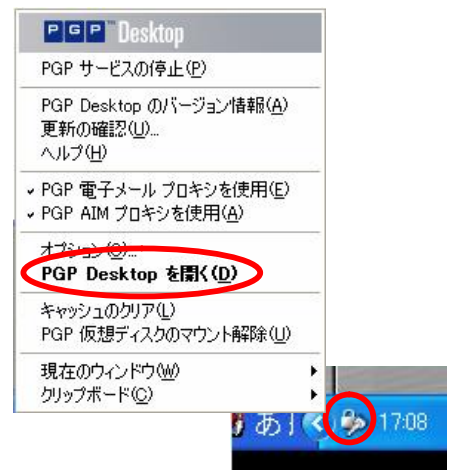 PGP Desktop
PGP サービスの停止(P)
PGP Desktop のバージョン情報(A)
更新の確認(U)...
ヘルプ(H)
PGP 電子メール プロキシを使用(E)
PGP AIM プロキシを使用(A)
オプション(O)...
PGP Desktop を開く(D)
キャッシュのクリア(L)
PGP 仮想ディスクのマウント解除(U)
現在のウィンドウ(W)
クリップボード(C)
あ 17:08